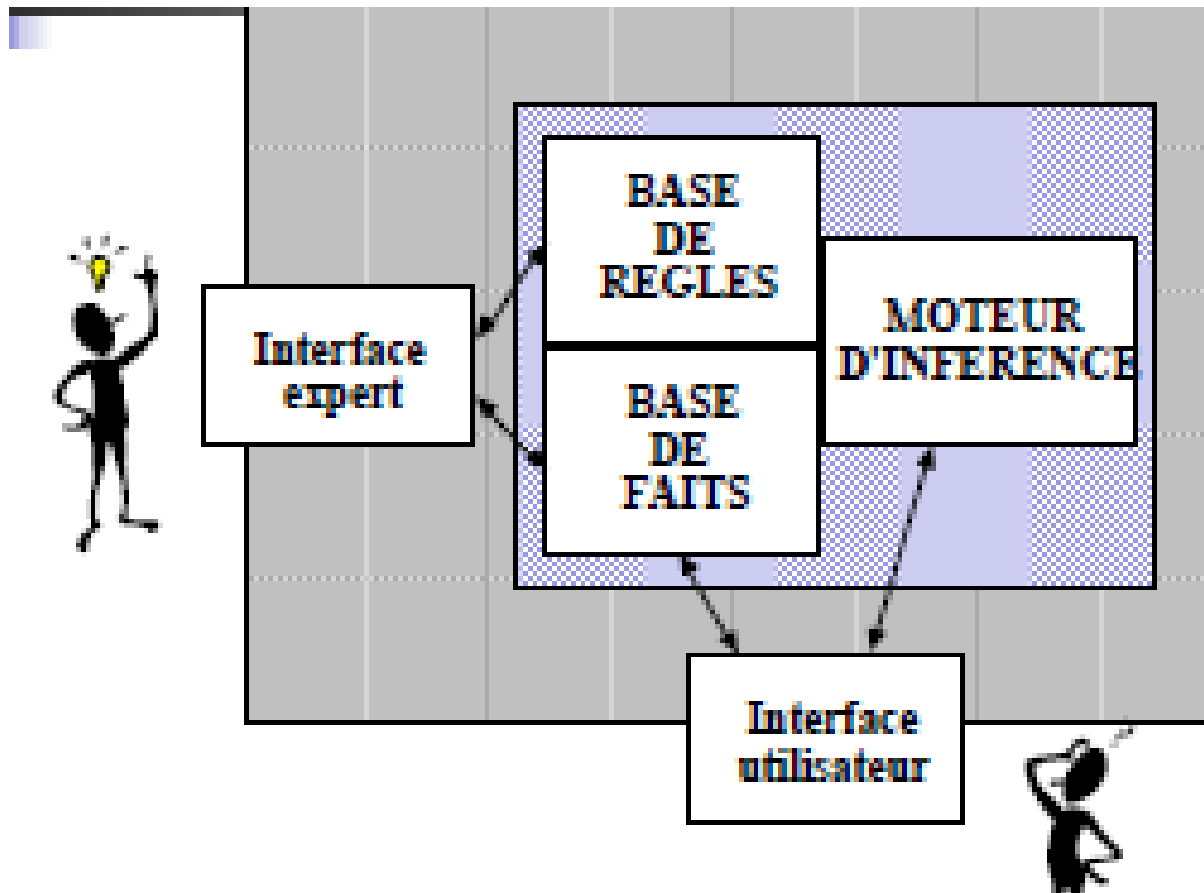 BASE
DE
REGLES
MOTEUR
D'INFERENCE
Interface
expert
BASE
DE
FAITS
Interface
utilisateur